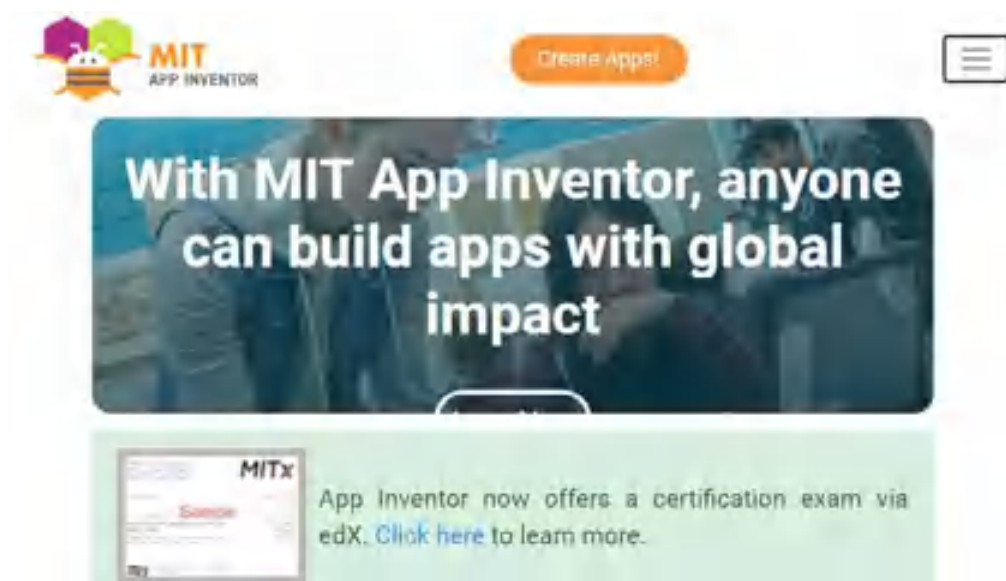 MIT
APP INVENTOR
Create Apps!
With MIT App Inventor, anyone
can build apps with global
impact
MITx
Sample
App Inventor now offers a certification exam via
edX. Click here to learn more.